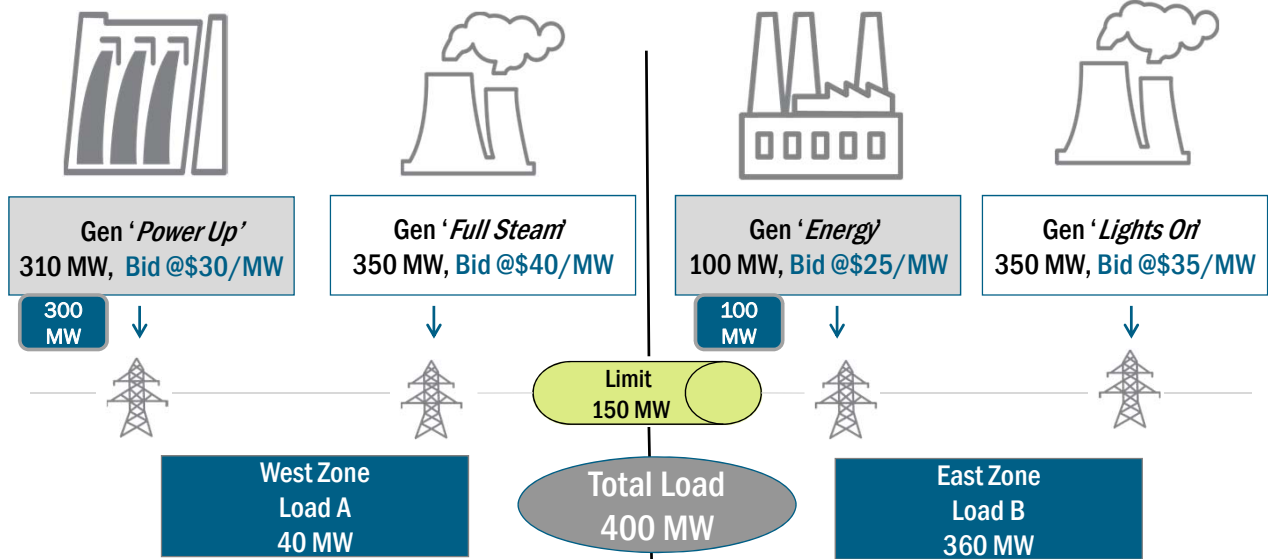 Gen 'Power Up'
310 MW, Bid @$30/MW
300
MW
Gen 'Full Steam'
350 MW, Bid @$40/MW
Gen 'Energy'
100 MW, Bid @$25/MW
100
MW
Gen 'Lights On'
350 MW, Bid @$35/MW
Limit
150 MW
West Zone
Load A
40 MW
Total Load
400 MW
East Zone
Load B
360 MW